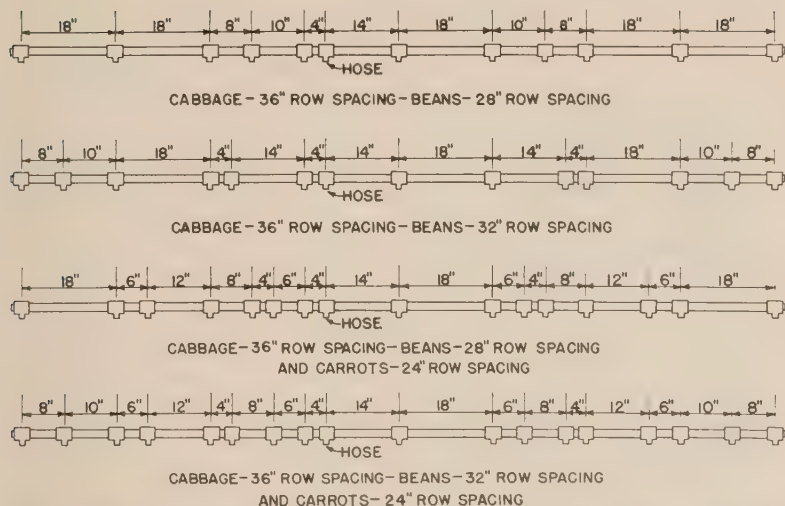 18" 18" 8" 10" 4" 14" 18" 10" 8" 18" 18"
HOSE
CABBAGE-36" ROW SPACING-BEANS-28" ROW SPACING
8" 10" 18" 4" 14" 4" 14" 18" 14" 4" 18" 10" 8"
HOSE
CABBAGE-36" ROW SPACING-BEANS-32" ROW SPACING
18" 6" 12" 8" 4" 6" 4" 14" 18" 6" 4" 8" 12" 6" 18"
HOSE
CABBAGE-36" ROW SPACING-BEANS-28" ROW SPACING
AND CARROTS-24" ROW SPACING
8" 10" 6" 12" 4" 8" 6" 4" 14" 18" 6" 8" 4" 12" 6" 10" 8"
HOSE
CABBAGE-36" ROW SPACING-BEANS-32" ROW SPACING
AND CARROTS-24" ROW SPACING